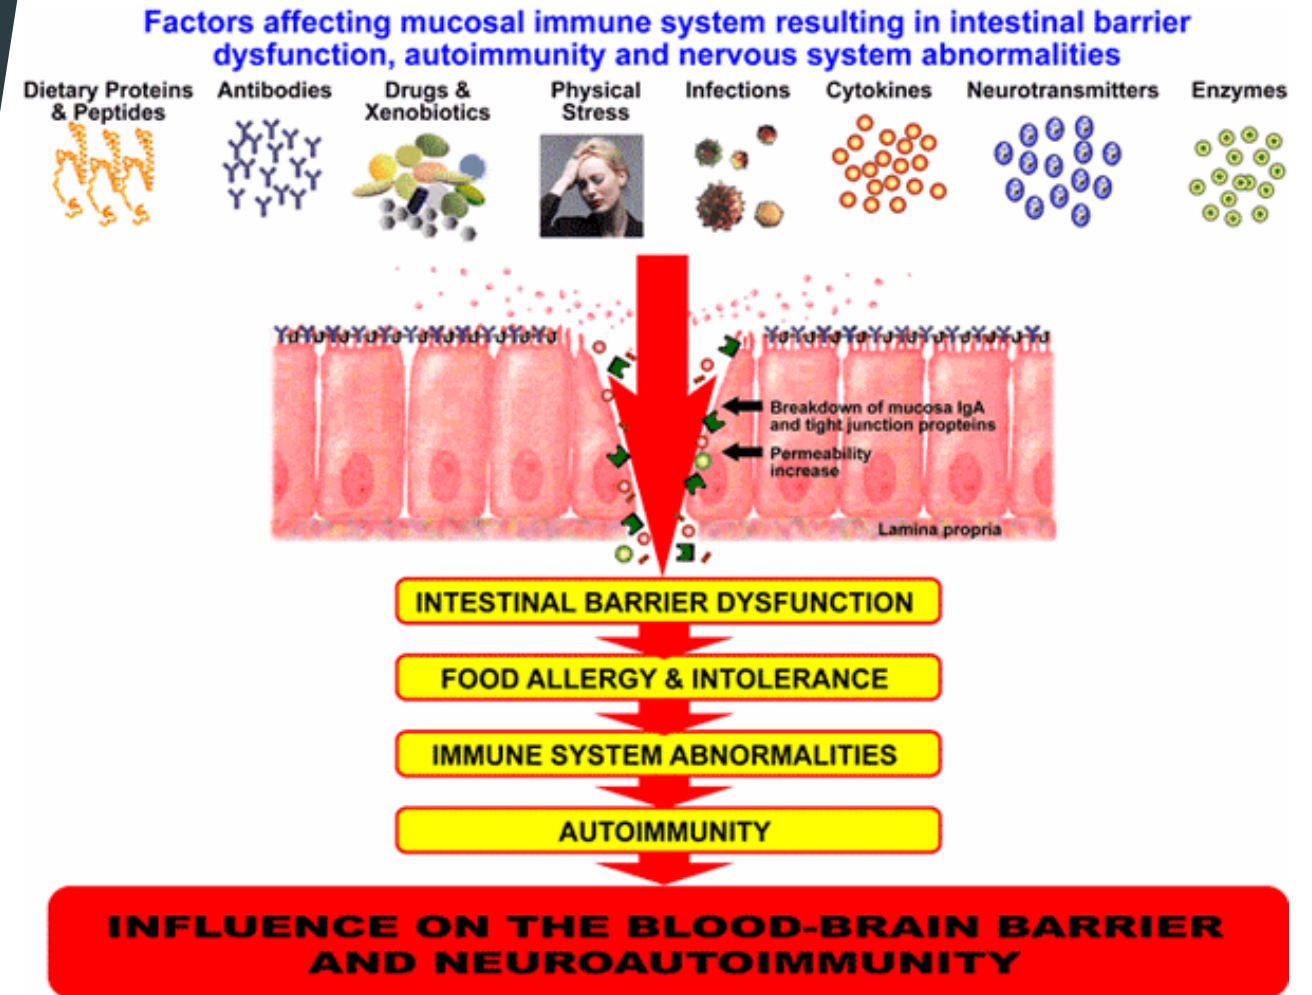 Factors affecting mucosal immune system resulting in intestinal barrier
dysfunction, autoimmunity and nervous system abnormalities
Dietary Proteins
& Peptides
Antibodies
Drugs &
Xenobiotics
Physical
Stress
Infections
Cytokines
Neurotransmitters
Enzymes
Breakdown of mucosa IgA
and tight junction propteins
Permeability
increase
Lamina propria
INTESTINAL BARRIER DYSFUNCTION
FOOD ALLERGY & INTOLERANCE
IMMUNE SYSTEM ABNORMALITIES
AUTOIMMUNITY
INFLUENCE ON THE BLOOD-BRAIN BARRIER
AND NEUROAUTOIMMUNITY